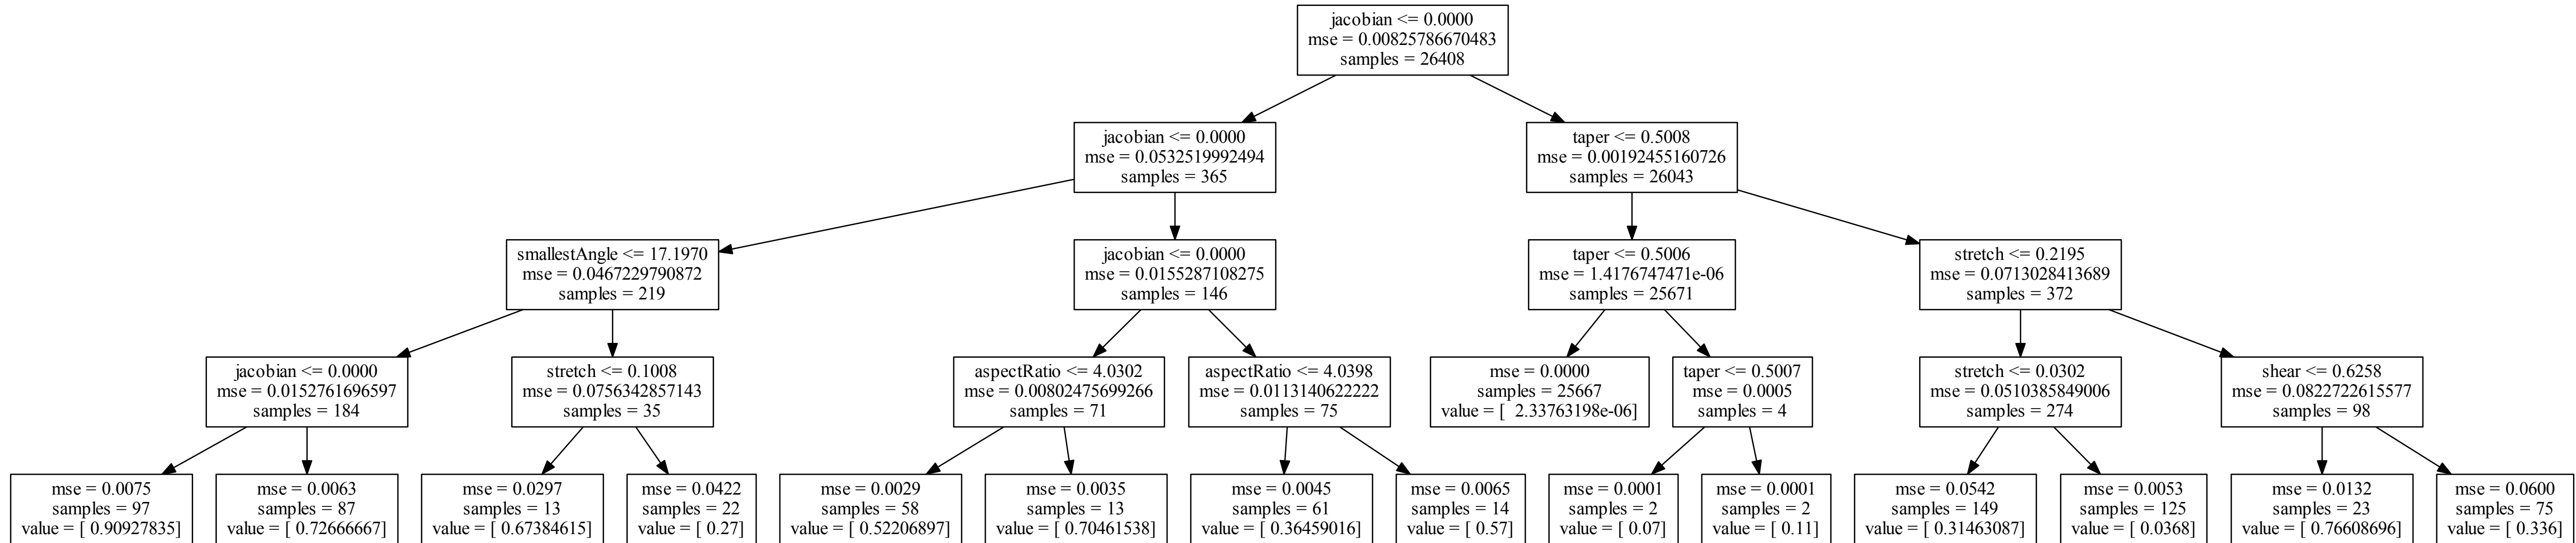 jacobian <= 0.0000
mse = 0.00825786670483
samples = 26408
jacobian <= 0.0000
mse = 0.0532519992494
samples = 365
taper <= 0.5008
mse = 0.00192455160726
samples = 26043
smallestAngle <= 17.1970
mse = 0.0467229790872
samples = 219
jacobian <= 0.0000
mse = 0.0155287108275
samples = 146
taper <= 0.5006
mse = 1.4176747471e-06
samples = 25671
stretch <= 0.2195
mse = 0.0713028413689
samples = 372
jacobian <= 0.0000
mse = 0.0152761696597
samples = 184
stretch <= 0.1008
mse = 0.0756342857143
samples = 35
aspectRatio <= 4.0302
mse = 0.00802475699266
samples = 71
aspectRatio <= 4.0398
mse = 0.0113140622222
samples = 75
mse = 0.0000
samples = 25667
value = [  2.33763198e-06]
taper <= 0.5007
mse = 0.0005
samples = 4
stretch <= 0.0302
mse = 0.0510385849006
samples = 274
shear <= 0.6258
mse = 0.0822722615577
samples = 98
mse = 0.0075
samples = 97
value = [ 0.90927835]
mse = 0.0063
samples = 87
value = [ 0.72666667]
mse = 0.0297
samples = 13
value = [ 0.67384615]
mse = 0.0422
samples = 22
value = [ 0.27]
mse = 0.0029
samples = 58
value = [ 0.52206897]
mse = 0.0035
samples = 13
value = [ 0.70461538]
mse = 0.0045
samples = 61
value = [ 0.36459016]
mse = 0.0065
samples = 14
value = [ 0.57]
mse = 0.0001
samples = 2
value = [ 0.07]
mse = 0.0001
samples = 2
value = [ 0.11]
mse = 0.0542
samples = 149
value = [ 0.31463087]
mse = 0.0053
samples = 125
value = [ 0.0368]
mse = 0.0132
samples = 23
value = [ 0.76608696]
mse = 0.0600
samples = 75
value = [ 0.336]